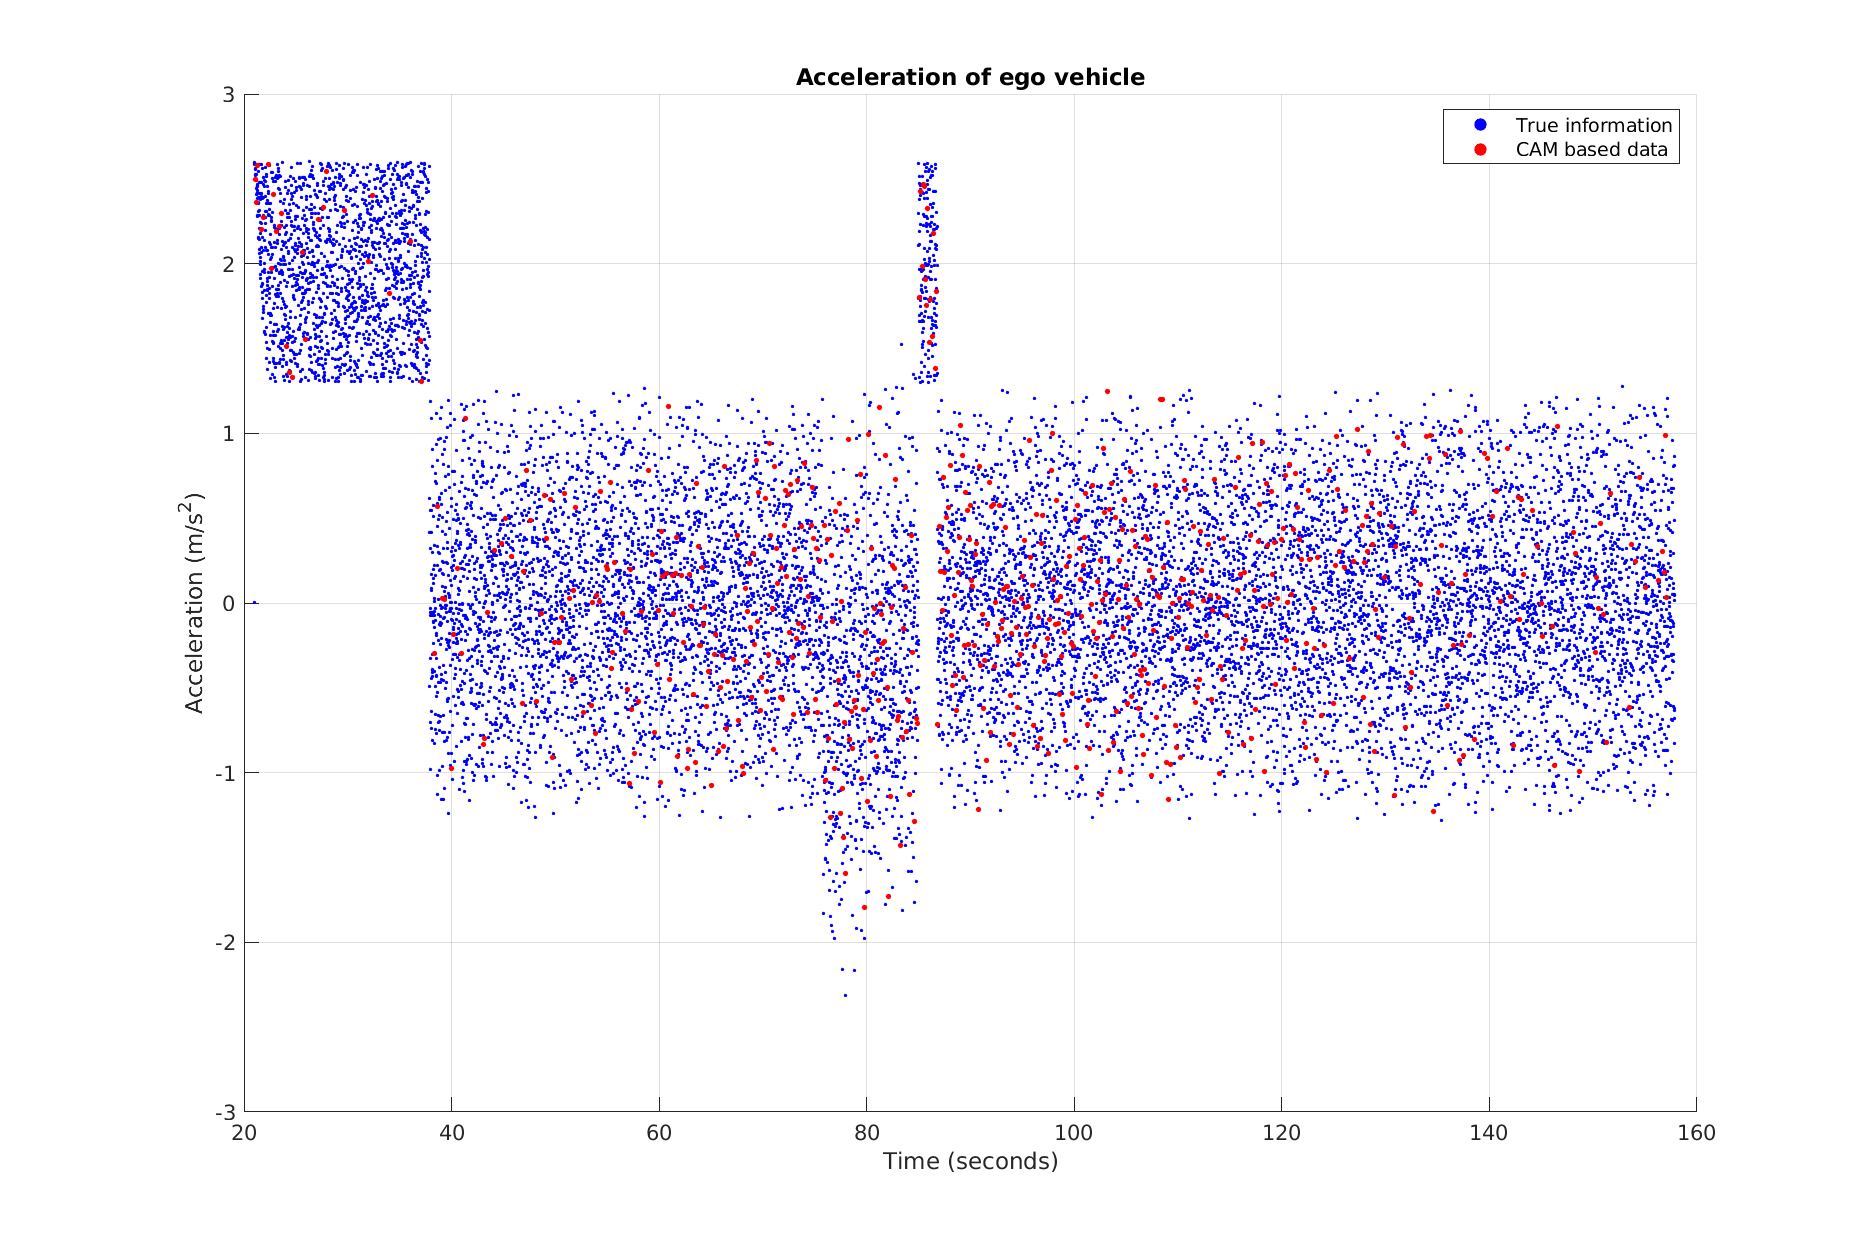 Acceleration of ego vehicle
True information
CAM based data
3
2
1
0
-1
-2
-3
Acceleration (m/s²)
20 40 60 80 100 120 140 160
Time (seconds)